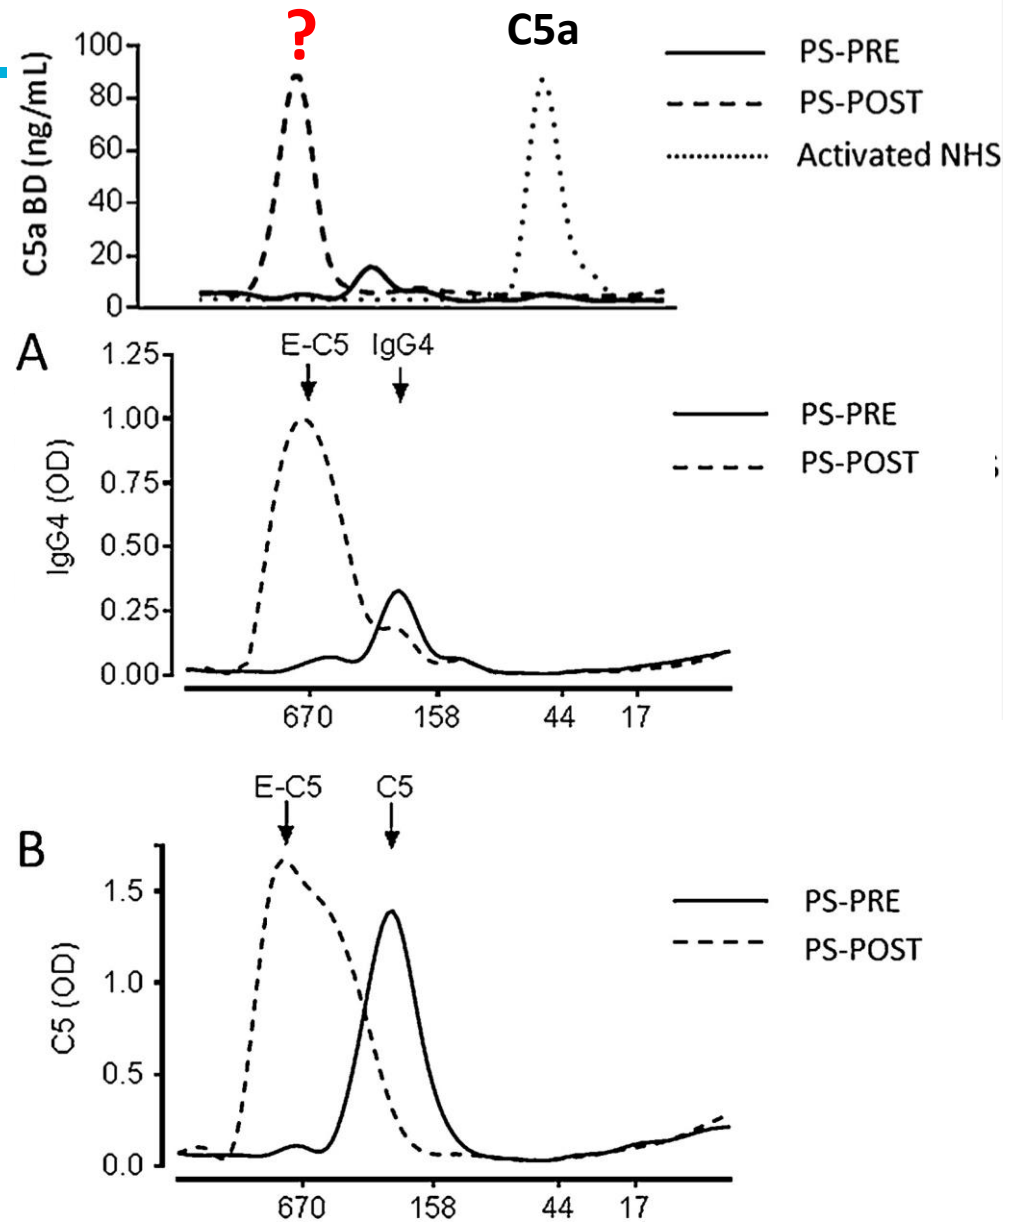 ?
C5a
C5a BD (ng/mL)
100
80
60
40
20
0
PS-PRE
PS-POST
Activated NHS
A
E-C5 IgG4
IgG4 (OD)
1.25
1.00
0.75
0.50
0.25
0.00
PS-PRE
PS-POST
670 158 44 17
B
E-C5 C5
C5 (OD)
1.5
1.0
0.5
0.0
PS-PRE
PS-POST
670 158 44 17